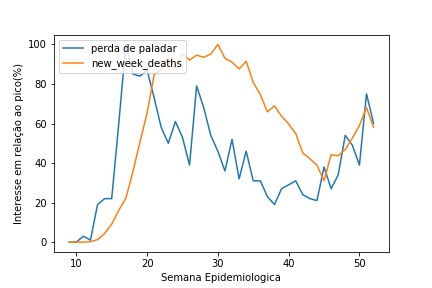 perda de paladar
new_week_deaths
Interesse em relação ao pico(%)
100
80
60
40
20
0
10
20
30
40
50
Semana Epidemiologica